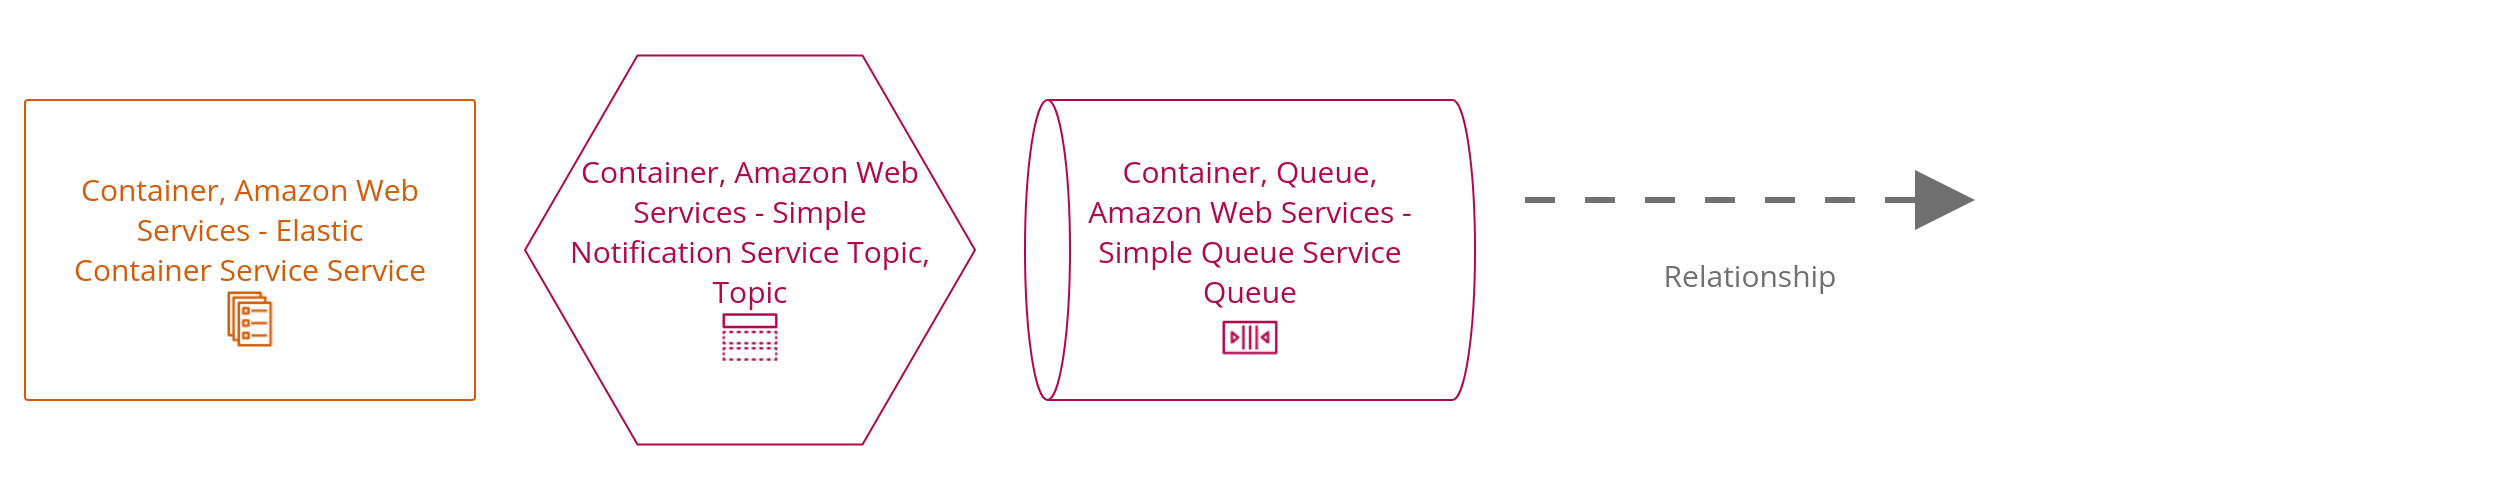 Container, Amazon Web
Services - Elastic
Container Service Service
Container, Amazon Web
Services - Simple
Notification Service Topic,
Topic
Container, Queue,
Amazon Web Services -
Simple Queue Service
Queue
Relationship